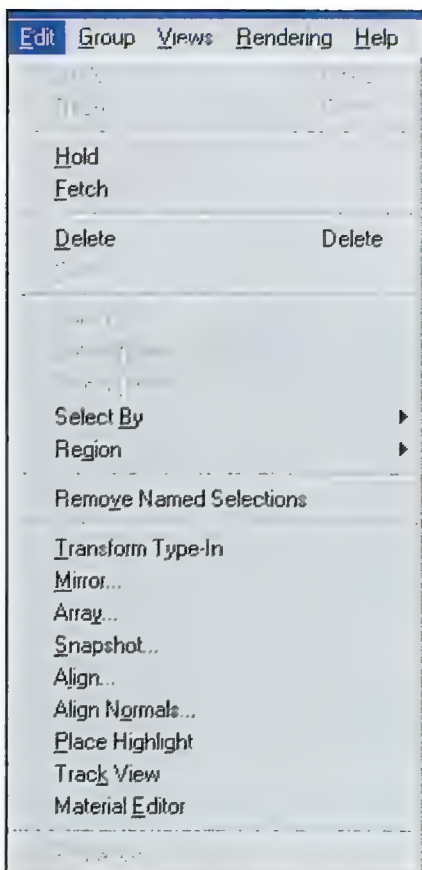 Edit Group Views Rendering Help
Hold
Fetch
Delete Delete
Select By
Region
Remove Named Selections
Transform Type-In
Mirror...
Array...
Snapshot...
Align...
Align Normals...
Place Highlight
Track View
Material Editor